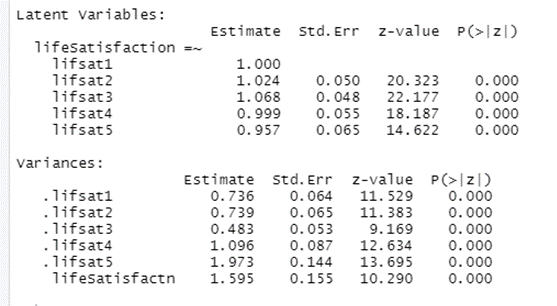 Latent Variables:
Estimate Std.Err z-value P(>|z|)
lifeSatisfaction =~
lifsat1 1.000
lifsat2 1.024 0.050 20.323 0.000
lifsat3 1.068 0.048 22.177 0.000
lifsat4 0.999 0.055 18.187 0.000
lifsat5 0.957 0.065 14.622 0.000
Variances:
Estimate Std.Err z-value P(>|z|)
.lifsat1 0.736 0.064 11.529 0.000
.lifsat2 0.739 0.065 11.383 0.000
.lifsat3 0.483 0.053 9.169 0.000
.lifsat4 1.096 0.087 12.634 0.000
.lifsat5 1.973 0.144 13.695 0.000
lifeSatisfactn 1.595 0.155 10.290 0.000